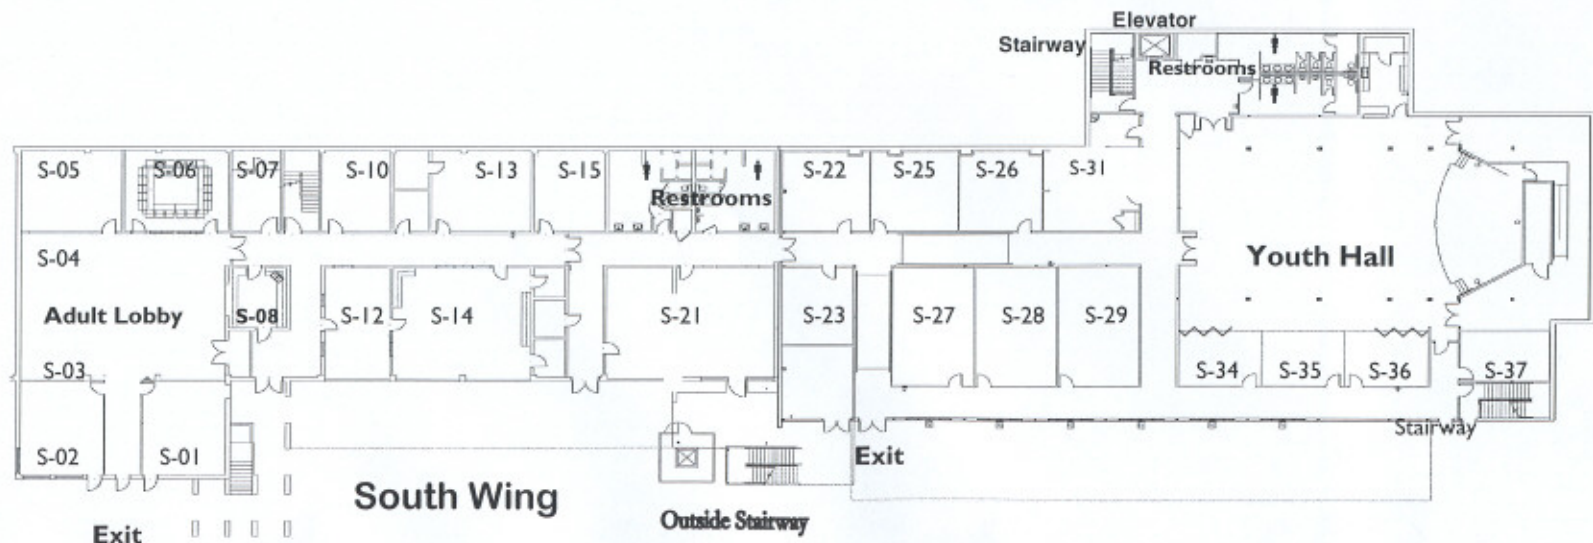 Elevator
Stairway
Restrooms
S-05
S-06
S-07
S-10
S-13
S-15
Restrooms
S-22
S-25
S-26
S-31
S-04
Youth Hall
Adult Lobby
S-08
S-12
S-14
S-21
S-23
S-27
S-28
S-29
S-03
S-34
S-35
S-36
S-37
Stairway
S-02
S-01
Exit
South Wing
Outside Stairway
Exit